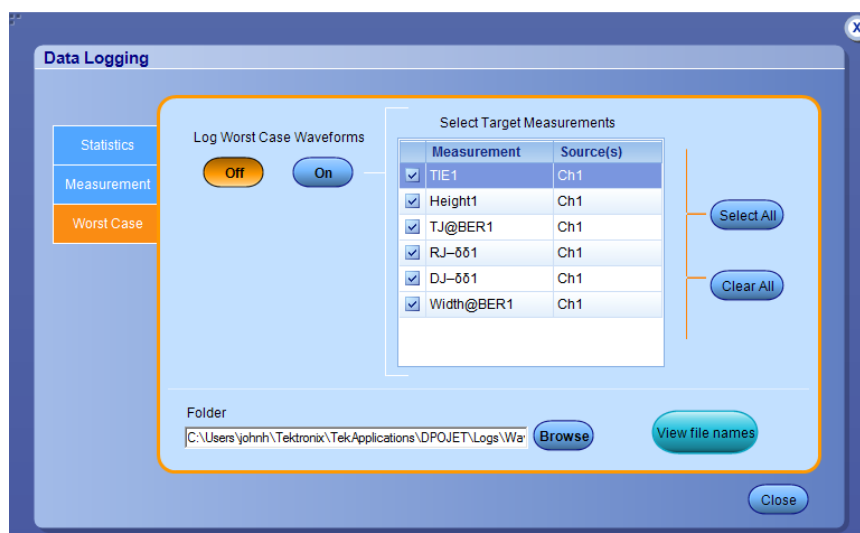 X
Data Logging
Statistics
Measurement
Worst Case
Log Worst Case Waveforms
Off
On
Select Target Measurements
Measurement Source(s)
TIE1 Ch1
Height1 Ch1
TJ@BER1 Ch1
RJ–δδ1 Ch1
DJ–δδ1 Ch1
Width@BER1 Ch1
Select All
Clear All
Folder
C:\Users\johnh\Tektronix\TekApplications\DPOJET\Logs\Wa
Browse
View file names
Close